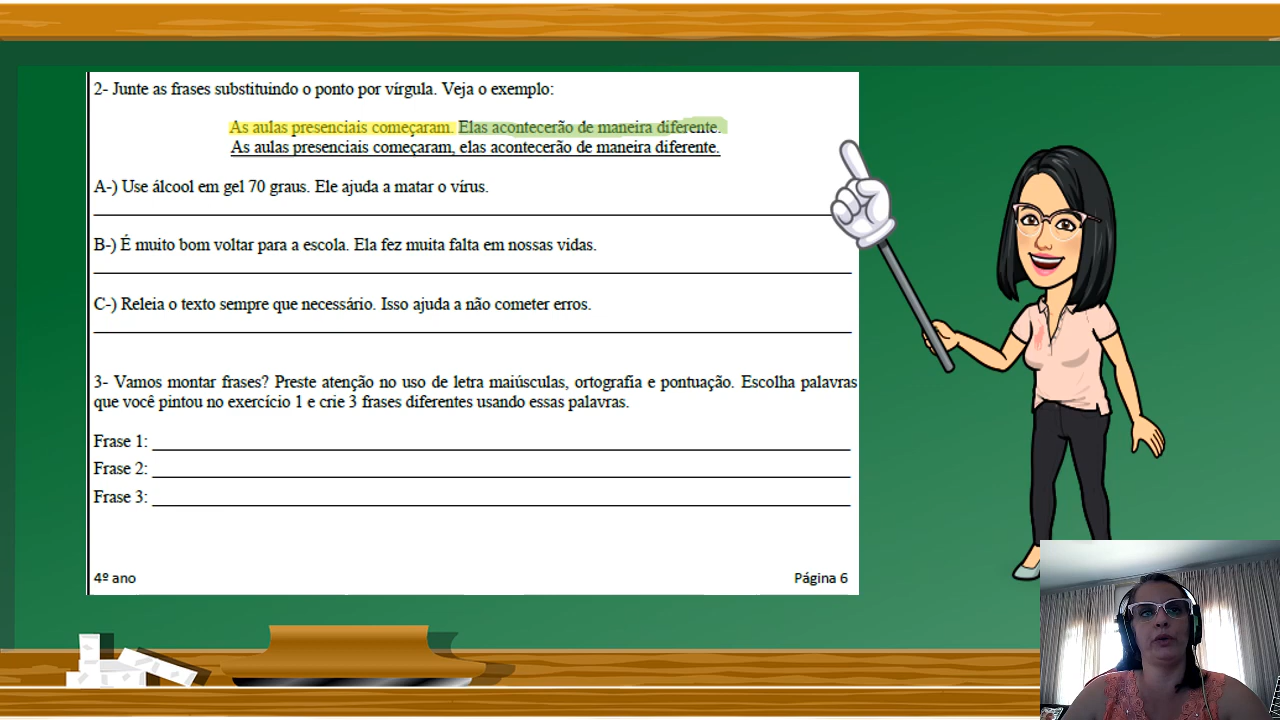 2- Junte as frases substituindo o ponto por vírgula. Veja o exemplo:
As aulas presenciais começaram. Elas acontecerão de maneira diferente.
As aulas presenciais começaram, elas acontecerão de maneira diferente.
A-) Use álcool em gel 70 graus. Ele ajuda a matar o vírus.
B-) É muito bom voltar para a escola. Ela fez muita falta em nossas vidas.
C-) Releia o texto sempre que necessário. Isso ajuda a não cometer erros.
3- Vamos montar frases? Preste atenção no uso de letra maiúsculas, ortografia e pontuação. Escolha palavras
que você pintou no exercício 1 e crie 3 frases diferentes usando essas palavras.
Frase 1:
Frase 2:
Frase 3:
4º ano
Página 6